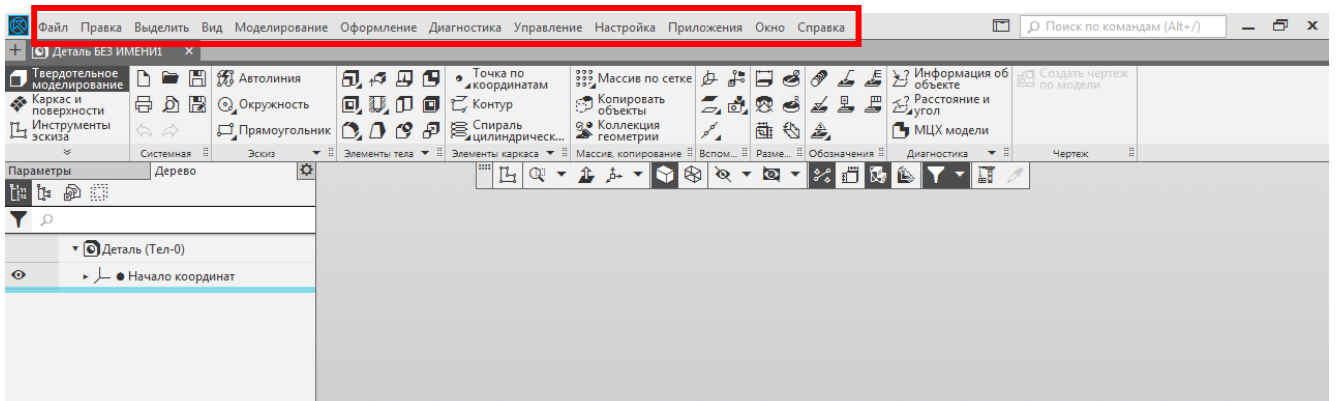 Файл Правка Выделить Вид Моделирование Оформление Диагностика Управление Настройка Приложения Окно Справка
Поиск по командам (Alt+/)
Деталь БЕЗ ИМЕНИ1
Твердотельное моделирование
Каркас и поверхности
Инструменты эскиза
Системная
Автолиния
Окружность
Прямоугольник
Эскиз
Элементы тела
Точка по координатам
Контур
Спираль цилиндрическ...
Элементы каркаса
Массив по сетке
Копировать объекты
Коллекция геометрии
Массив, копирование
Вспом...
Разме...
Обозначения
Информация об объекте
Расстояние и угол
МЦХ модели
Диагностика
Создать чертеж по модели
Чертеж
Параметры
Дерево
Деталь (Тел-0)
Начало координат